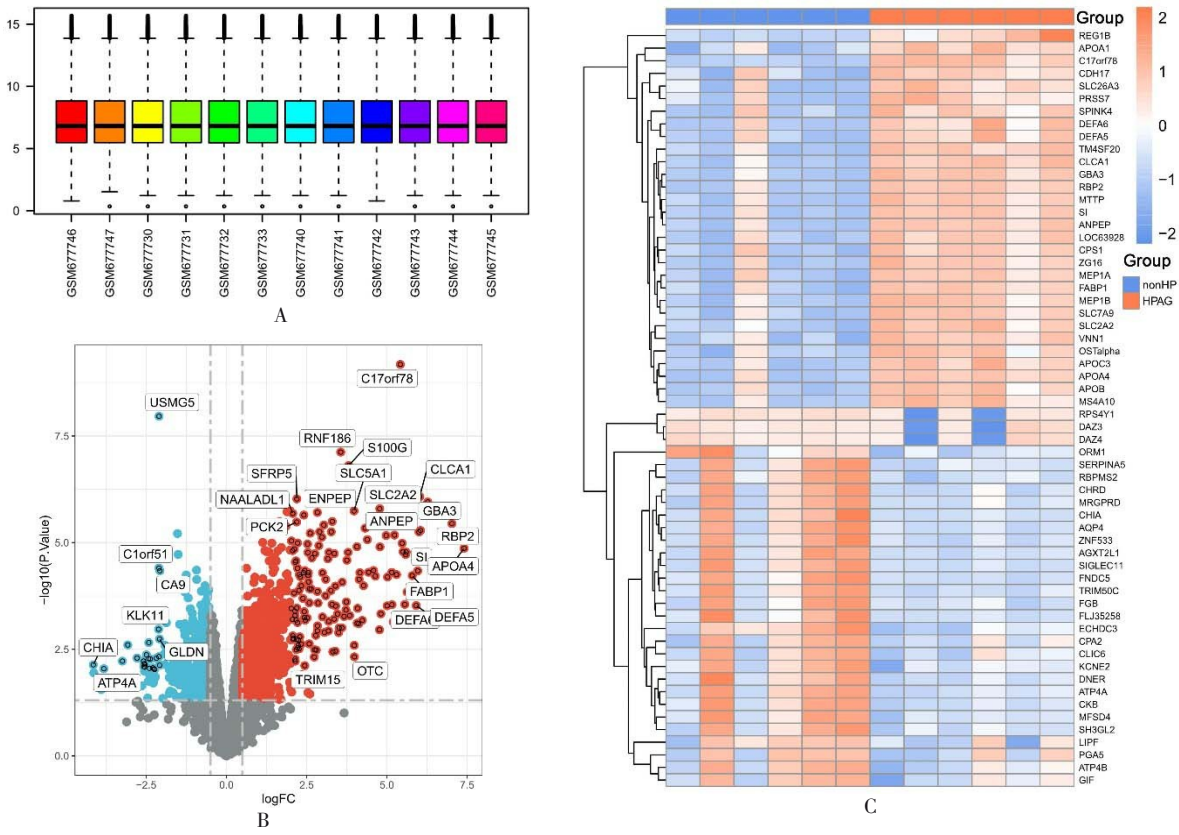 15
10
5
0
GSM677746
GSM677747
GSM677730
GSM677731
GSM677732
GSM677733
GSM677740
GSM677741
GSM677742
GSM677743
GSM677744
GSM677745
A
C17orf78
USMG5
RNF186
S100G
SFRP5
SLC5A1
CLCA1
NAALADL1
ENPEP
SLC2A2
GBA3
PCK2
ANPEP
RBP2
C1orf51
SI
APOA4
CA9
FABP1
KLK11
DEFA6
DEFA5
CHIA
GLDN
OTC
ATP4A
TRIM15
7.5
5.0
2.5
0.0
−log10(P.Value)
−2.5
0.0
2.5
5.0
7.5
logFC
B
Group
REG1B
APOA1
C17orf78
CDH17
SLC26A3
PRSS7
SPINK4
DEFA6
DEFA5
TM4SF20
CLCA1
GBA3
RBP2
MTTP
SI
ANPEP
LOC63928
CPS1
ZG16
MEP1A
FABP1
MEP1B
SLC7A9
SLC2A2
VNN1
OSTalpha
APOC3
APOA4
APOB
MS4A10
RPS4Y1
DAZ3
DAZ4
ORM1
SERPINA5
RBPMS2
CHRD
MRGPRD
CHIA
AQP4
ZNF533
AGXT2L1
SIGLEC11
FNDC5
TRIM50C
FGB
FLJ35258
ECHDC3
CPA2
CLIC6
KCNE2
DNER
ATP4A
CKB
MFSD4
SH3GL2
LIPF
PGA5
ATP4B
GIF
2
1
0
−1
−2
Group
nonHP
HPAG
C